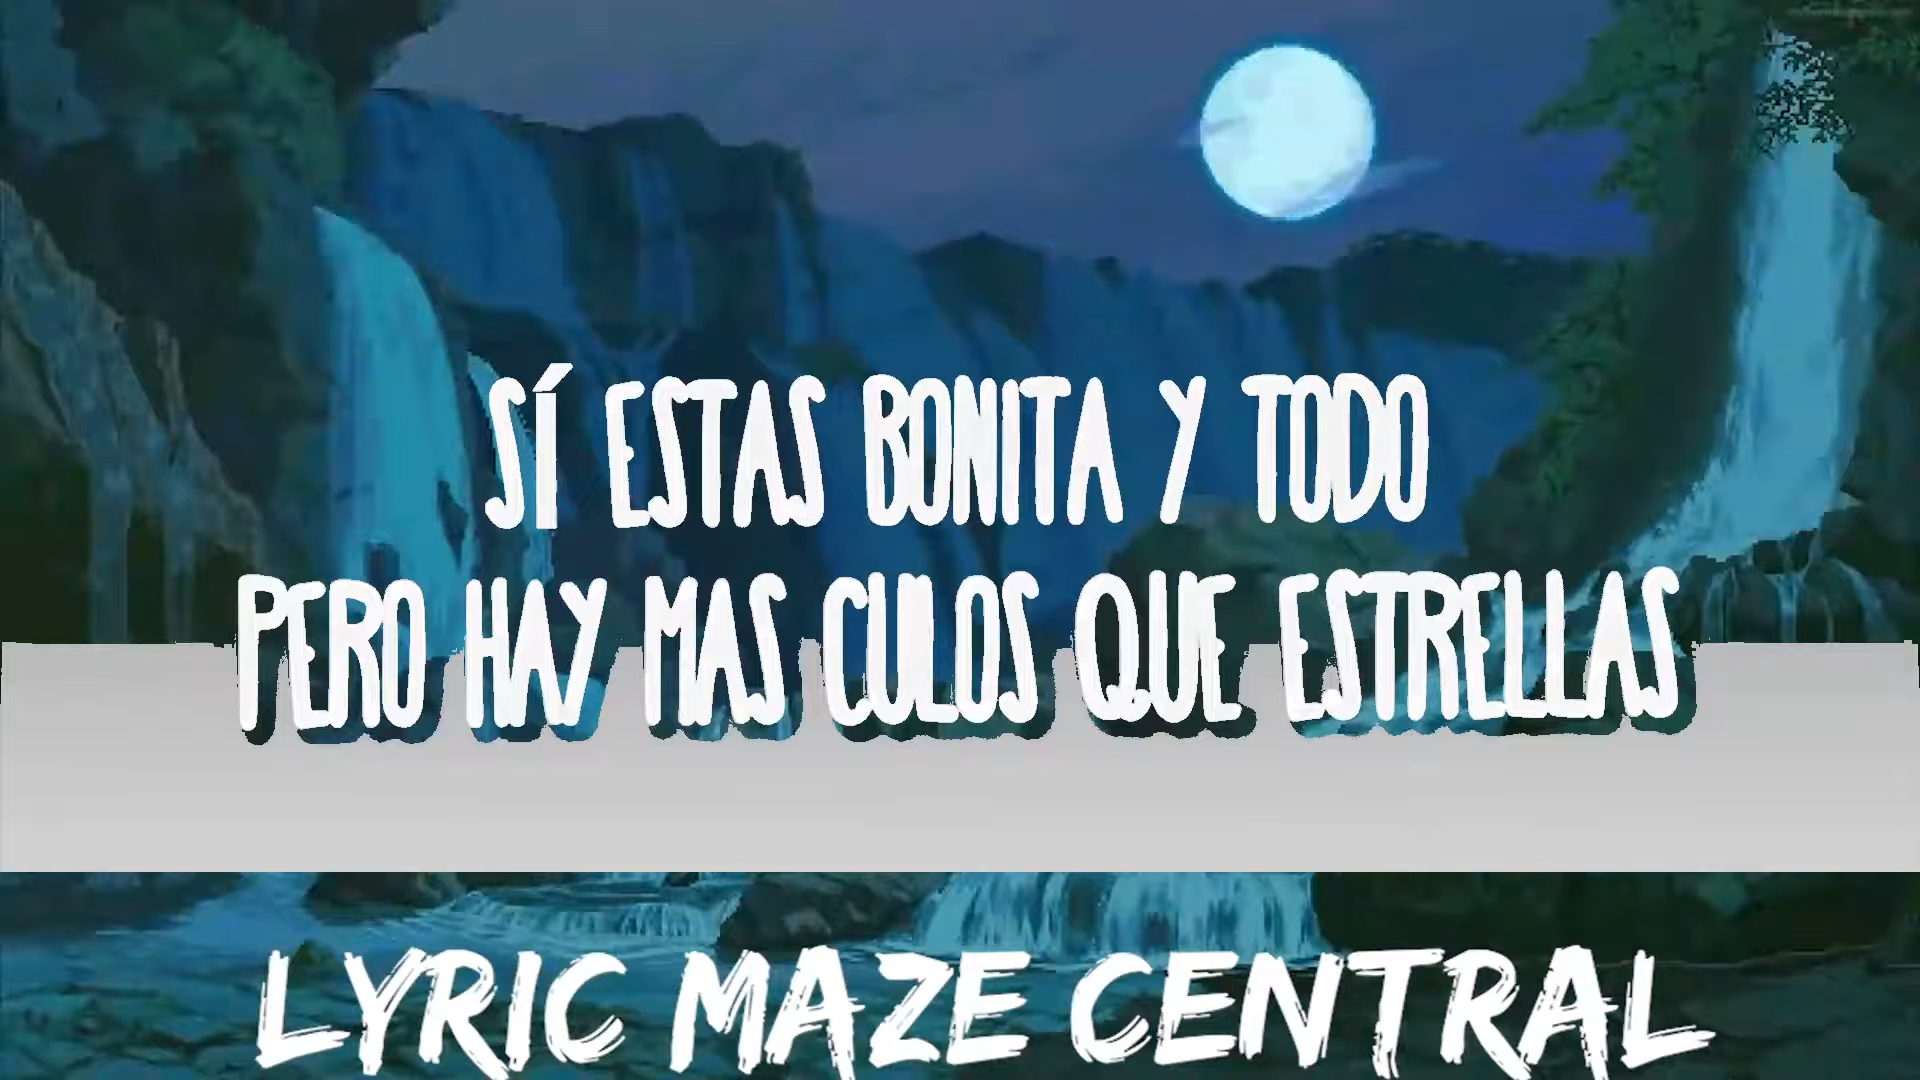 SÍ ESTAS BONITA Y TODO
PERO HAY MAS CULOS QUE ESTRELLAS
LYRIC MAZE CENTRAL